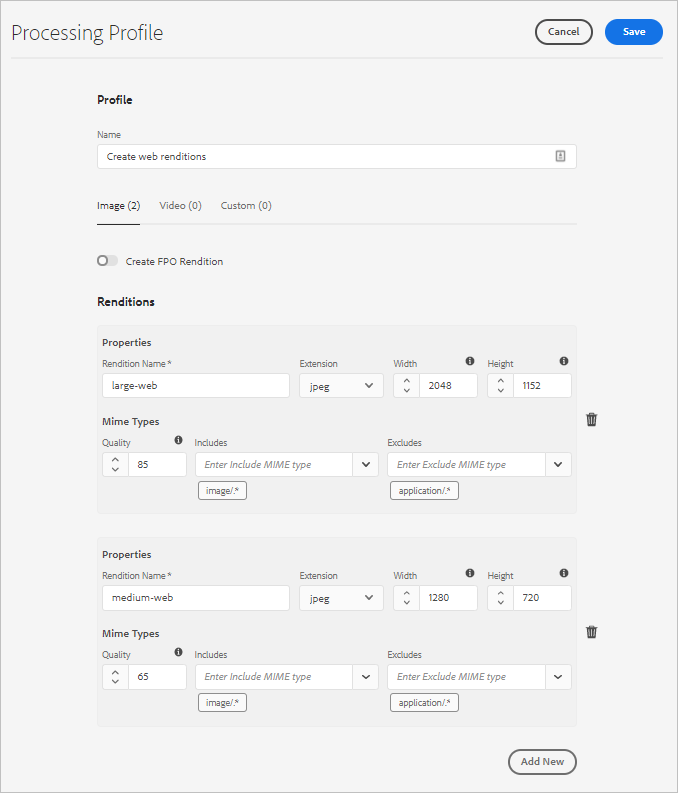 Processing Profile
Cancel
Save
Profile
Name
Create web renditions
Image (2) Video (0) Custom (0)
Create FPO Rendition
Renditions
Properties
Rendition Name * Extension Width Height
large-web jpeg 2048 1152
Mime Types
Quality Includes Excludes
85 Enter Include MIME type Enter Exclude MIME type
image/.* application/.*
Properties
Rendition Name * Extension Width Height
medium-web jpeg 1280 720
Mime Types
Quality Includes Excludes
65 Enter Include MIME type Enter Exclude MIME type
image/.* application/.*
Add New